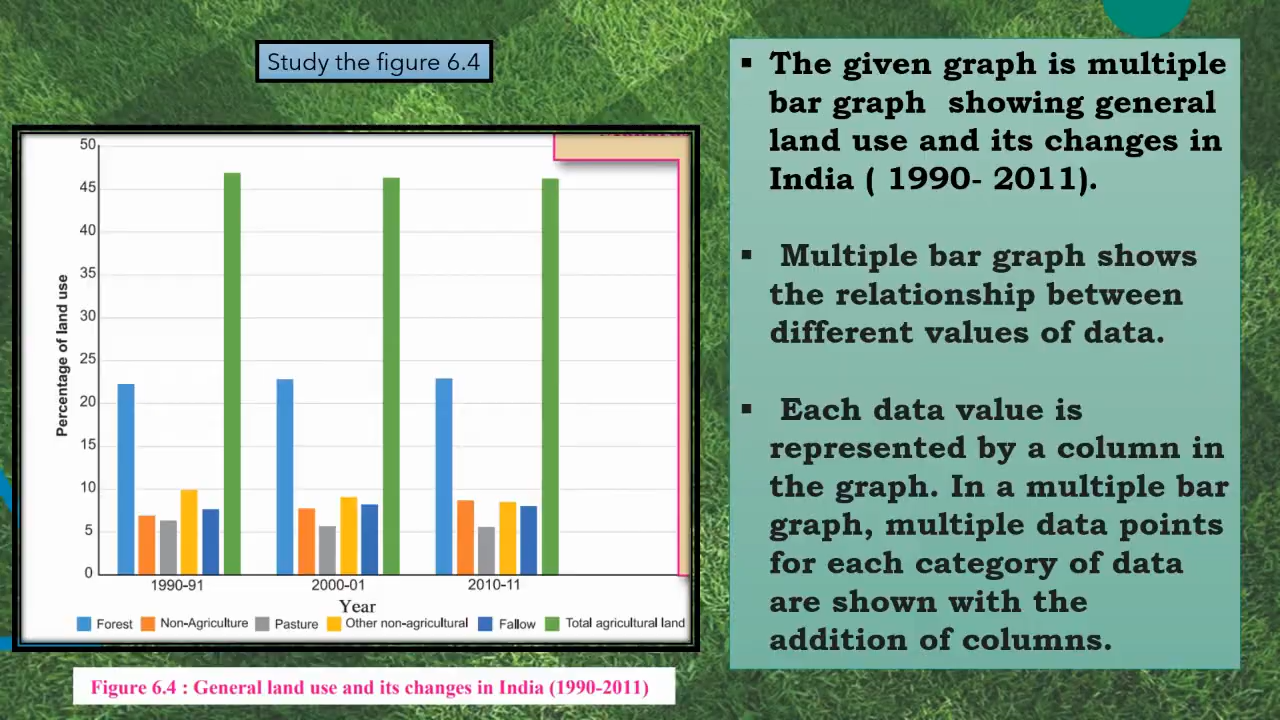 Study the figure 6.4
50
45
40
35
30
25
20
15
10
5
0
Percentage of land use
1990-91 2000-01 2010-11
Year
Forest Non-Agriculture Pasture Other non-agricultural Fallow Total agricultural land
Figure 6.4 : General land use and its changes in India (1990-2011)
▪ The given graph is multiple
bar graph showing general
land use and its changes in
India ( 1990- 2011).
▪ Multiple bar graph shows
the relationship between
different values of data.
▪ Each data value is
represented by a column in
the graph. In a multiple bar
graph, multiple data points
for each category of data
are shown with the
addition of columns.